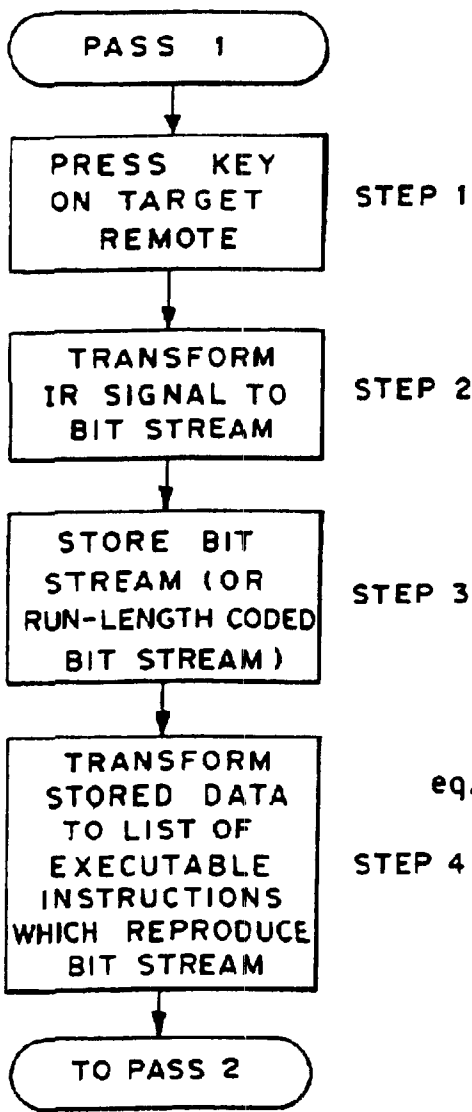 PASS 1
PRESS KEY
ON TARGET
REMOTE
STEP 1
TRANSFORM
IR SIGNAL TO
BIT STREAM
STEP 2
STORE BIT
STREAM (OR
RUN-LENGTH CODED
BIT STREAM)
STEP 3
TRANSFORM
STORED DATA
TO LIST OF
EXECUTABLE
INSTRUCTIONS
WHICH REPRODUCE
BIT STREAM
eq.
STEP 4
TO PASS 2